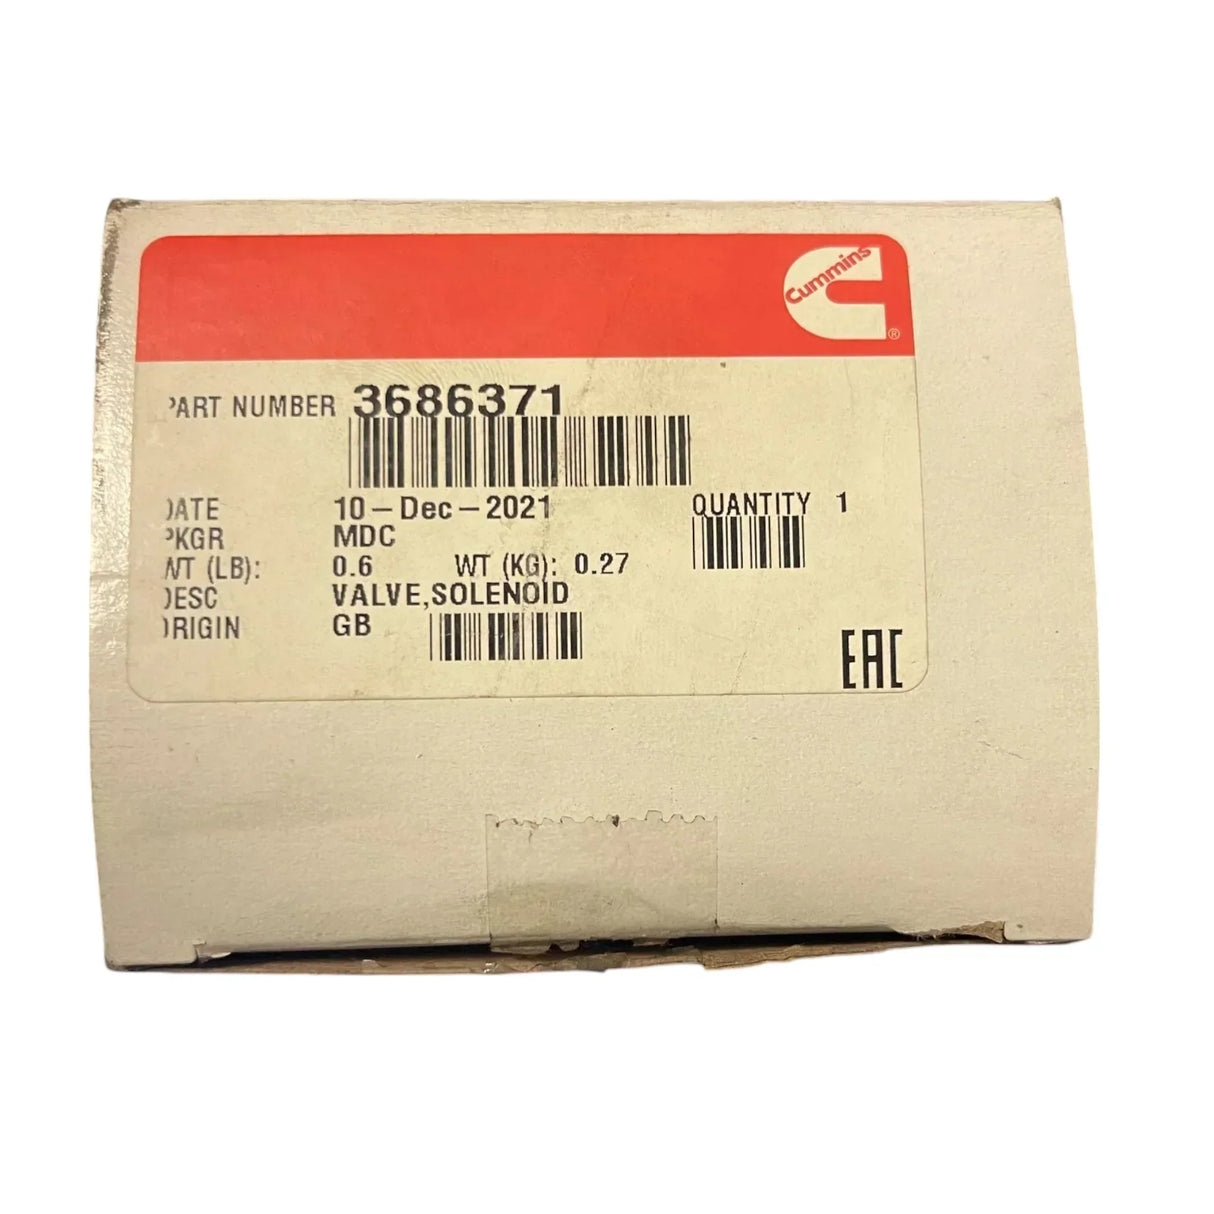 Cummins
®
PART NUMBER 3686371
DATE 10-Dec-2021 QUANTITY 1
PKGR MDC
WT (LB): 0.6 WT (KG): 0.27
DESC VALVE,SOLENOID
ORIGIN GB
EAC